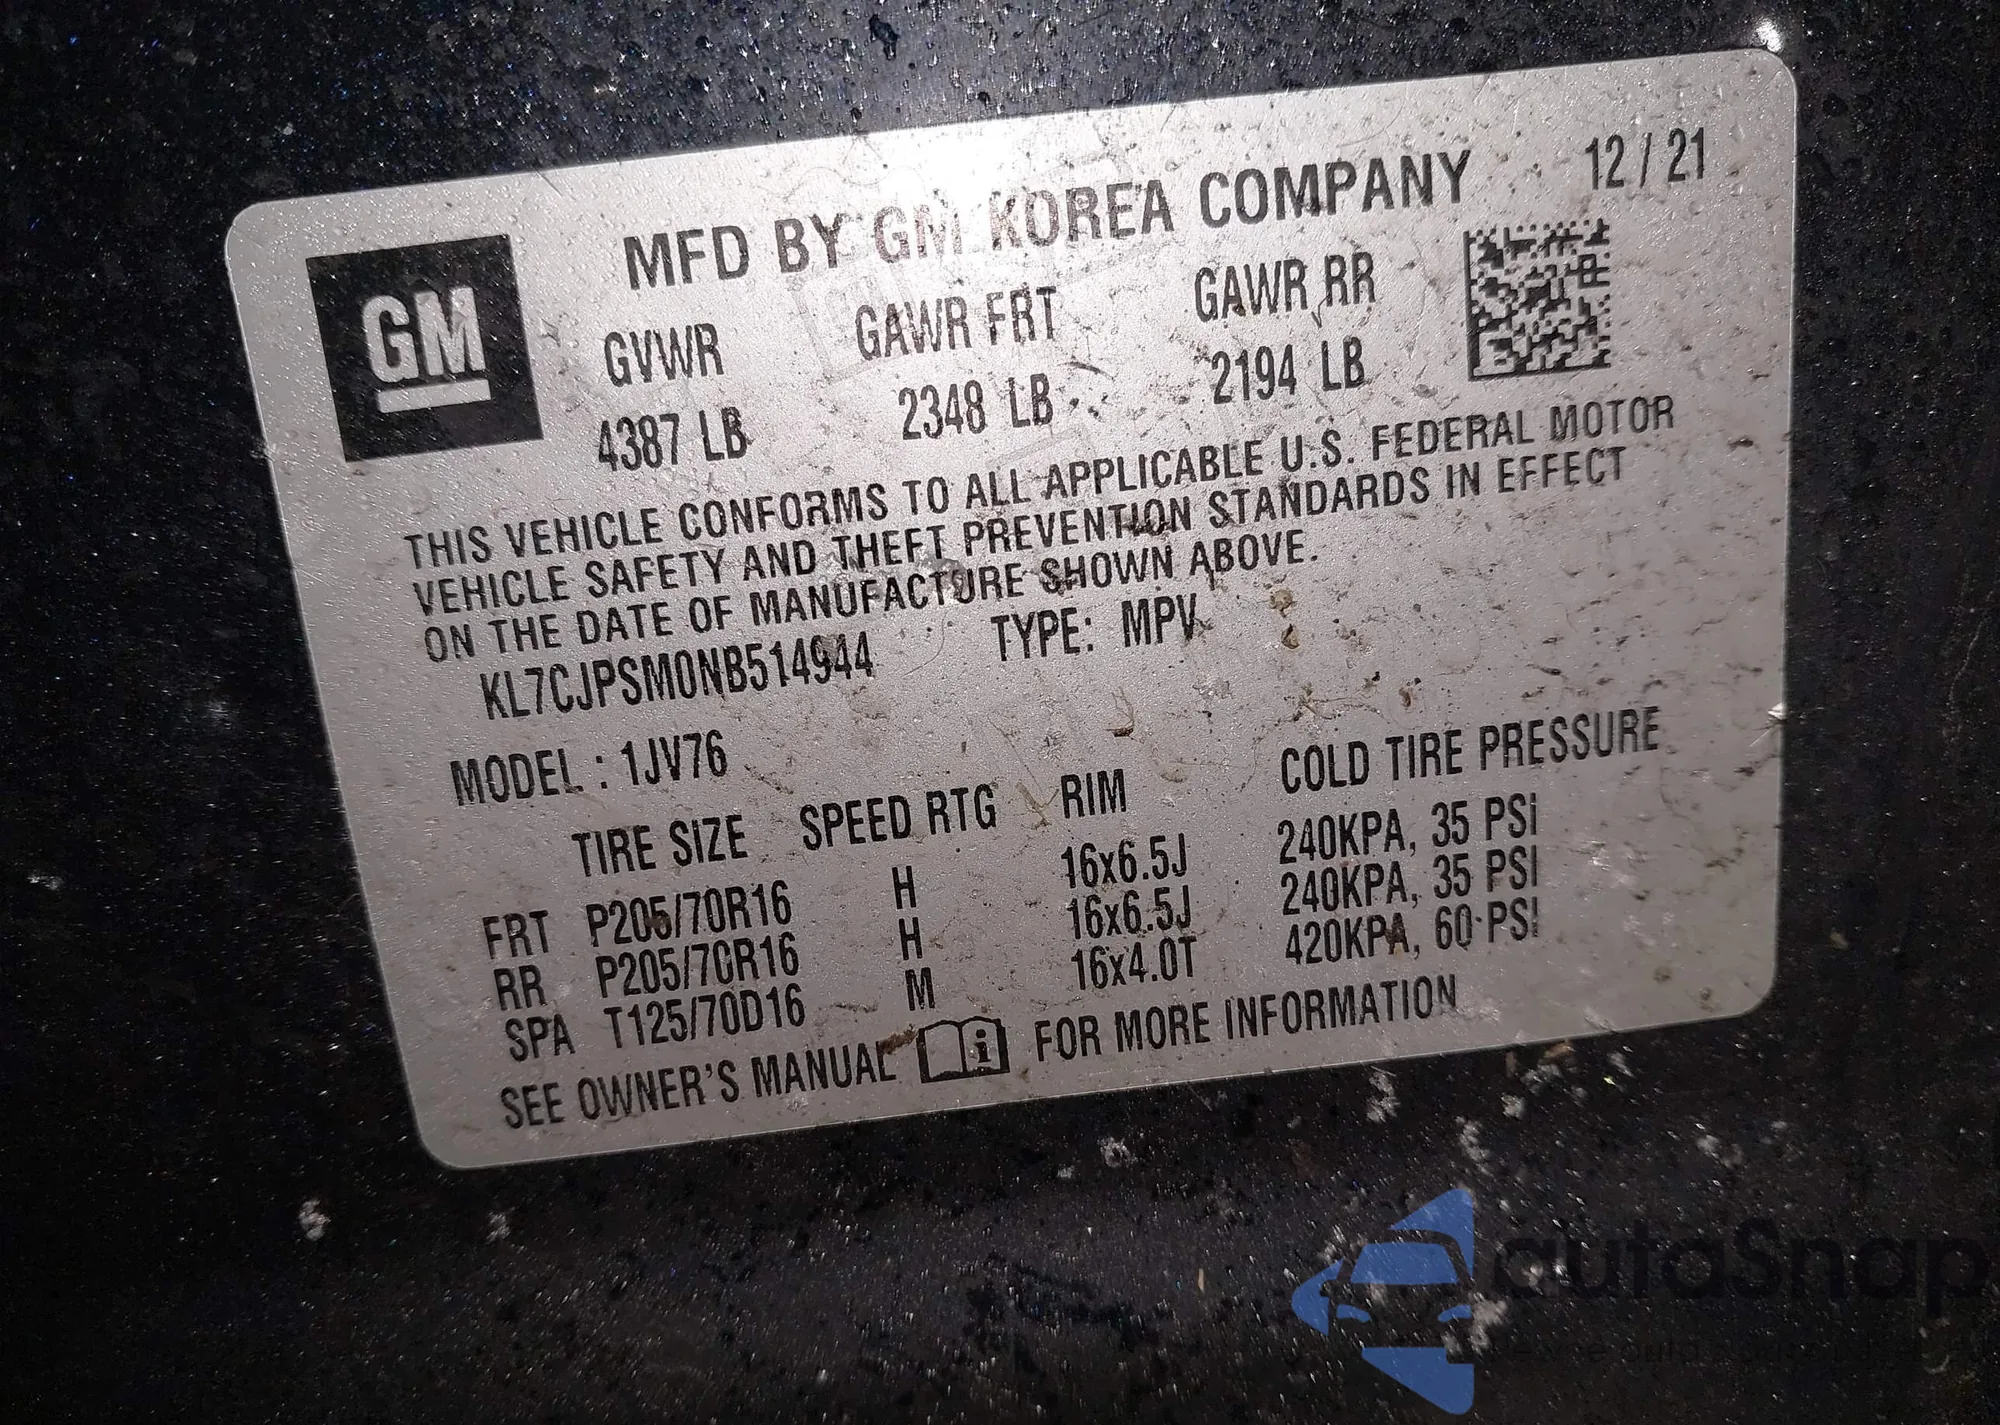 MFD BY GM KOREA COMPANY 12 / 21
GM
GVWR GAWR FRT GAWR RR
4387 LB 2348 LB 2194 LB
THIS VEHICLE CONFORMS TO ALL APPLICABLE U.S. FEDERAL MOTOR
VEHICLE SAFETY AND THEFT PREVENTION STANDARDS IN EFFECT
ON THE DATE OF MANUFACTURE SHOWN ABOVE.
KL7CJPSM0NB514944 TYPE: MPV
MODEL : 1JV76
TIRE SIZE SPEED RTG RIM COLD TIRE PRESSURE
FRT P205/70R16 H 16x6.5J 240KPA, 35 PSI
RR P205/70R16 H 16x6.5J 240KPA, 35 PSI
SPA T125/70D16 M 16x4.0T 420KPA, 60 PSI
SEE OWNER'S MANUAL FOR MORE INFORMATION
autaSnap